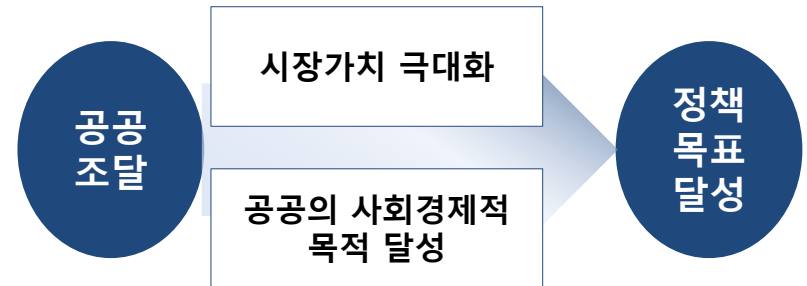 공공
조달
시장가치 극대화
공공의 사회경제적
목적 달성
정책
목표
달성